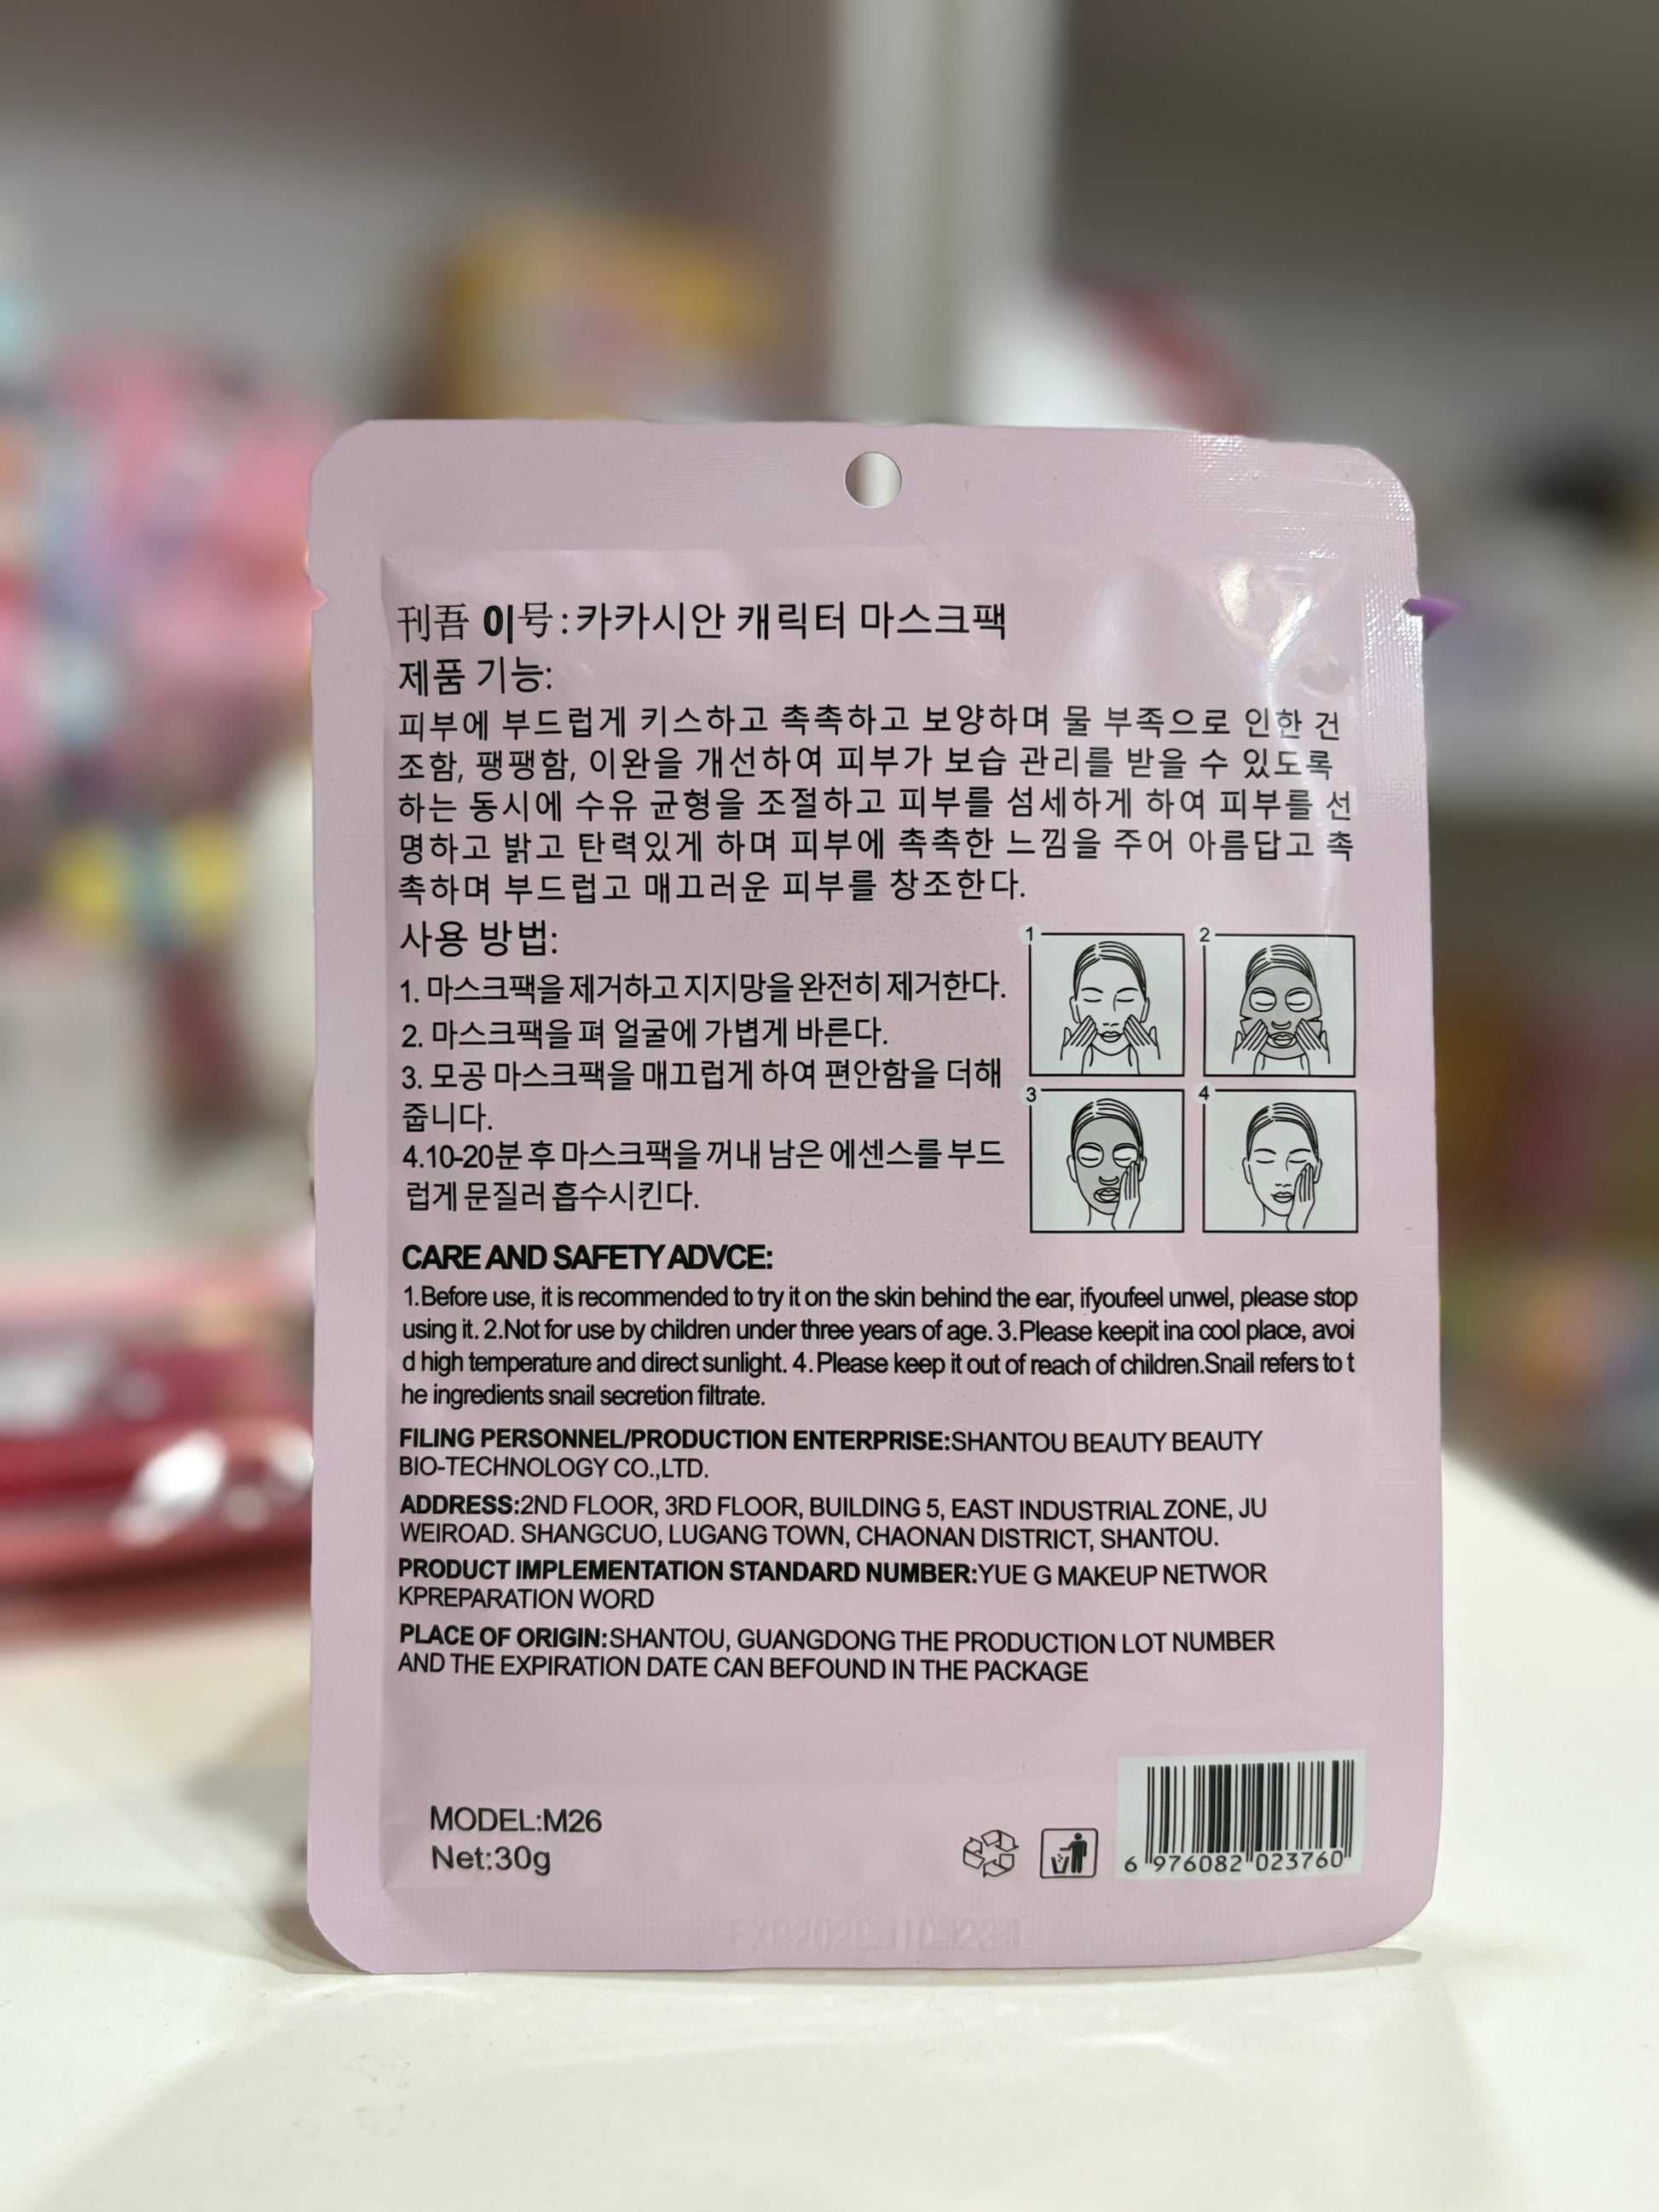 刊吾 이号:카카시안 캐릭터 마스크팩
제품 기능:
피부에 부드럽게 키스하고 촉촉하고 보양하며 물 부족으로 인한 건
조함, 팽팽함, 이완을 개선하여 피부가 보습 관리를 받을 수 있도록
하는 동시에 수유 균형을 조절하고 피부를 섬세하게 하여 피부를 선
명하고 밝고 탄력있게 하며 피부에 촉촉한 느낌을 주어 아름답고 촉
촉하며 부드럽고 매끄러운 피부를 창조한다.
사용 방법:
1. 마스크팩을 제거하고 지지망을 완전히 제거한다.
2. 마스크팩을 펴 얼굴에 가볍게 바른다.
3. 모공 마스크팩을 매끄럽게 하여 편안함을 더해
줍니다.
4.10-20분 후 마스크팩을 꺼내 남은 에센스를 부드
럽게 문질러 흡수시킨다.
1
2
3
4
CARE AND SAFETY ADVCE:
1.Before use, it is recommended to try it on the skin behind the ear, ifyoufeel unwel, please stop
using it. 2.Not for use by children under three years of age. 3.Please keepit ina cool place, avoi
d high temperature and direct sunlight. 4.Please keep it out of reach of children.Snail refers to t
he ingredients snail secretion filtrate.
FILING PERSONNEL/PRODUCTION ENTERPRISE:SHANTOU BEAUTY BEAUTY
BIO-TECHNOLOGY CO.,LTD.
ADDRESS:2ND FLOOR, 3RD FLOOR, BUILDING 5, EAST INDUSTRIAL ZONE, JU
WEIROAD. SHANGCUO, LUGANG TOWN, CHAONAN DISTRICT, SHANTOU.
PRODUCT IMPLEMENTATION STANDARD NUMBER:YUE G MAKEUP NETWOR
KPREPARATION WORD
PLACE OF ORIGIN:SHANTOU, GUANGDONG THE PRODUCTION LOT NUMBER
AND THE EXPIRATION DATE CAN BEFOUND IN THE PACKAGE
MODEL:M26
Net:30g
6 976082 023760